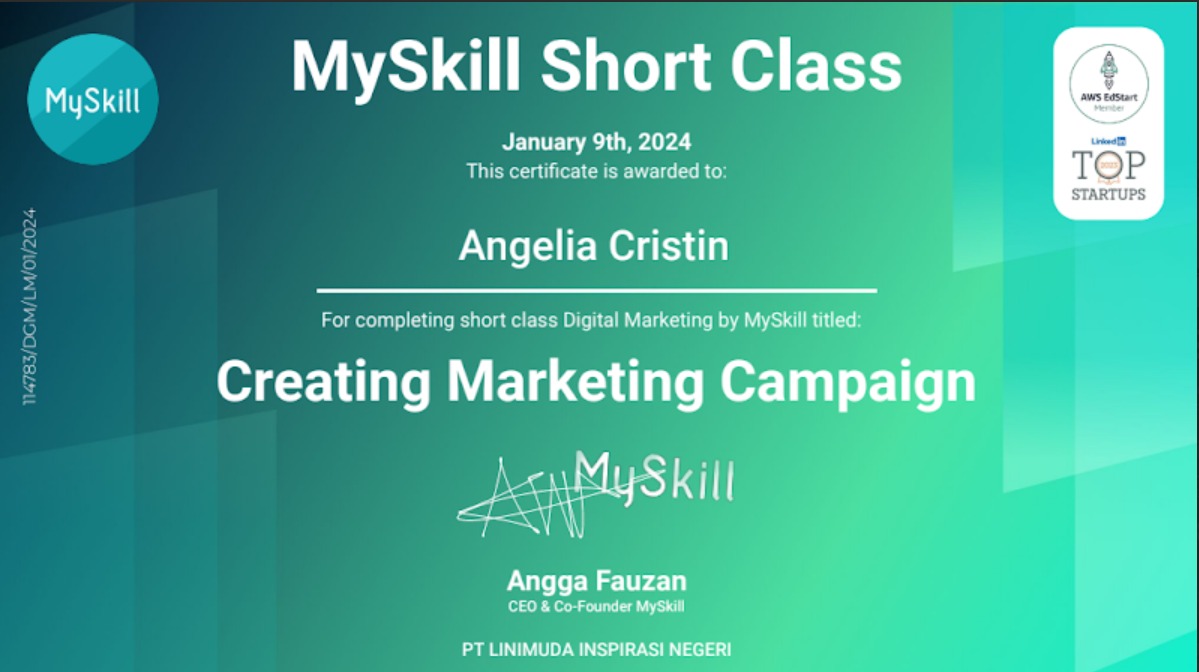 MySkill
MySkill Short Class
AWS EdStart
Member
LinkedIn
TOP
2023
STARTUPS
January 9th, 2024
This certificate is awarded to:
Angelia Cristin
114783/DGM/LM/01/2024
For completing short class Digital Marketing by MySkill titled:
Creating Marketing Campaign
MySkill
Angga Fauzan
CEO & Co-Founder MySkill
PT LINIMUDA INSPIRASI NEGERI